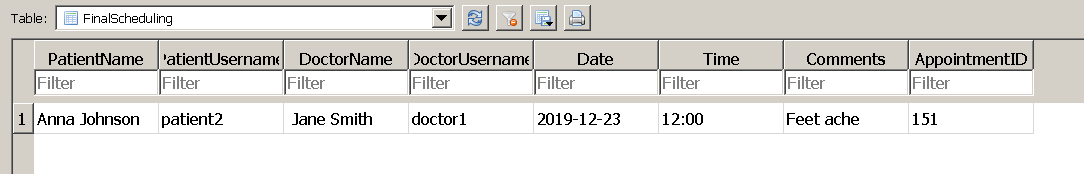 Table: FinalScheduling
PatientName PatientUsername DoctorName DoctorUsername Date Time Comments AppointmentID
Filter Filter Filter Filter Filter Filter Filter Filter
1 Anna Johnson patient2 Jane Smith doctor1 2019-12-23 12:00 Feet ache 151